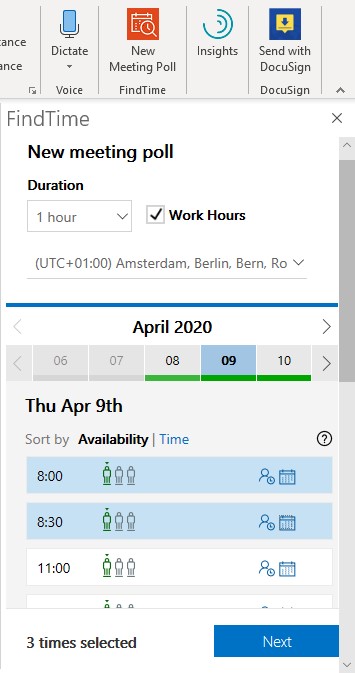 tance
ance
Dictate
Voice
New
Meeting Poll
FindTime
Insights
Send with
DocuSign
DocuSign
FindTime
New meeting poll
Duration
1 hour
Work Hours
(UTC+01:00) Amsterdam, Berlin, Bern, Ro
April 2020
06 07 08 09 10
Thu Apr 9th
Sort by Availability | Time
8:00
8:30
11:00
3 times selected
Next